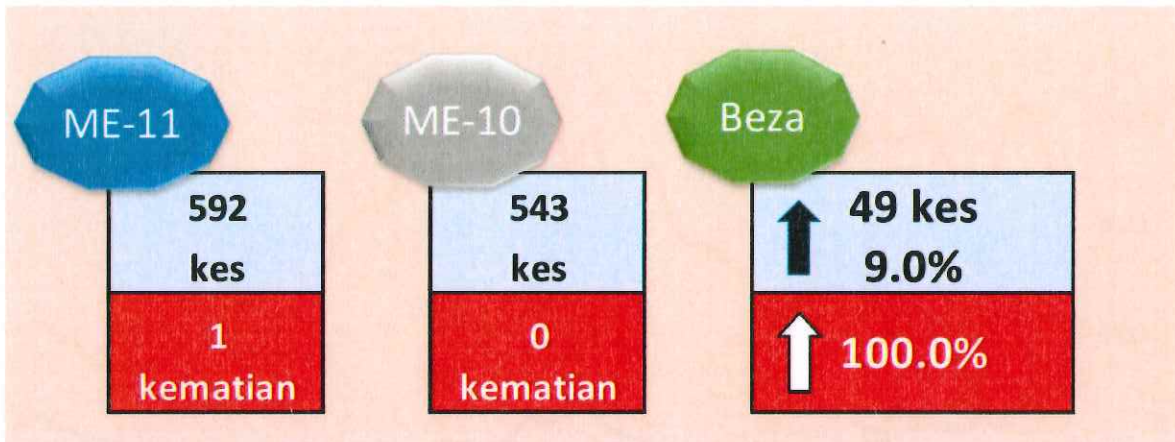 ME-11
592
kes
1
kematian
ME-10
543
kes
0
kematian
Beza
49 kes
9.0%
100.0%